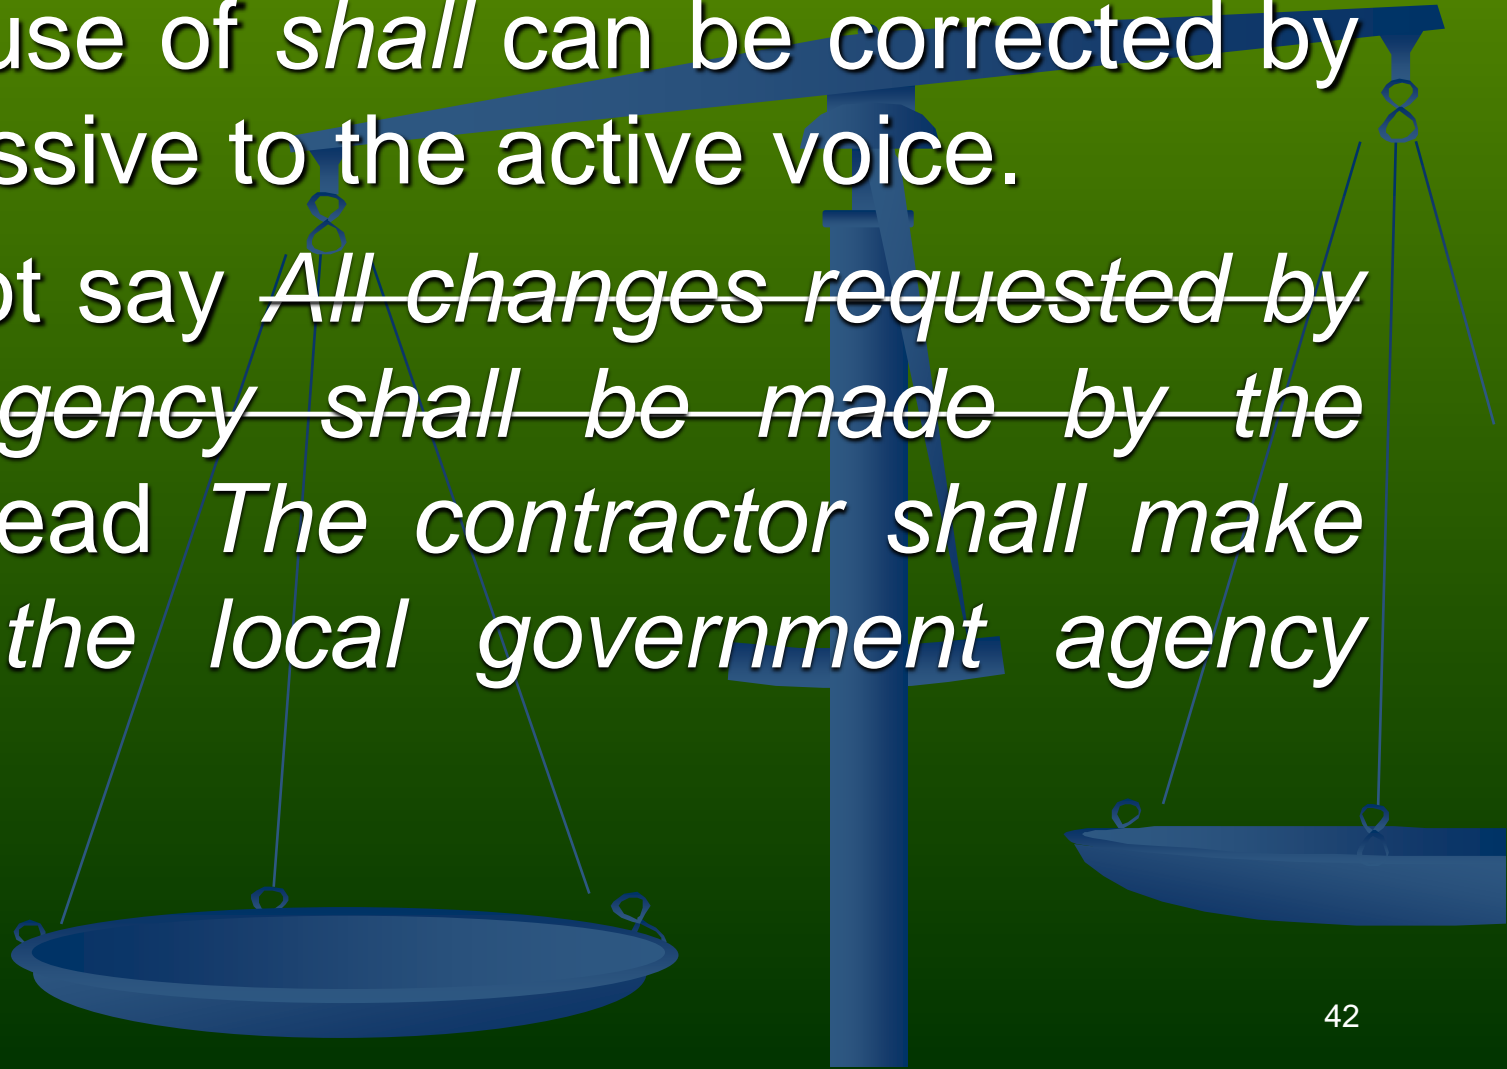 use of shall can be corrected by
ssive to the active voice.
ot say All changes requested by
gency shall be made by the
ead The contractor shall make
the local government agency
42